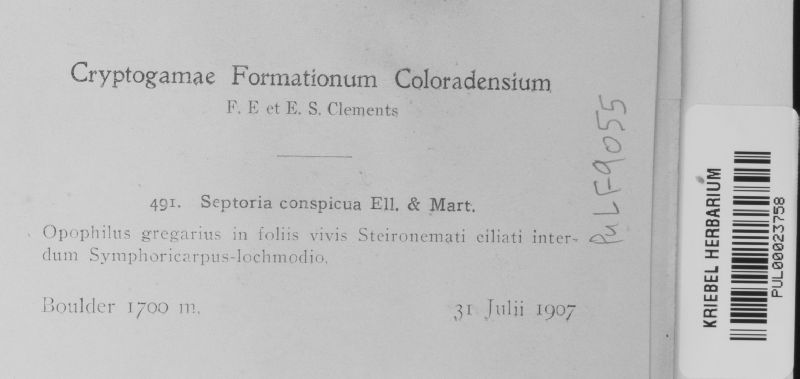 Cryptogamae Formationum Coloradensium
F. E et E. S. Clements
491. Septoria conspicua Ell. & Mart.
Opophilus gregarius in foliis vivis Steironemati ciliati inter-
dum Symphoricarpus-lochmodio.
Boulder 1700 m.
31 Julii 1907
PuLF9055
KRIEBEL HERBARIUM
PUL00023758